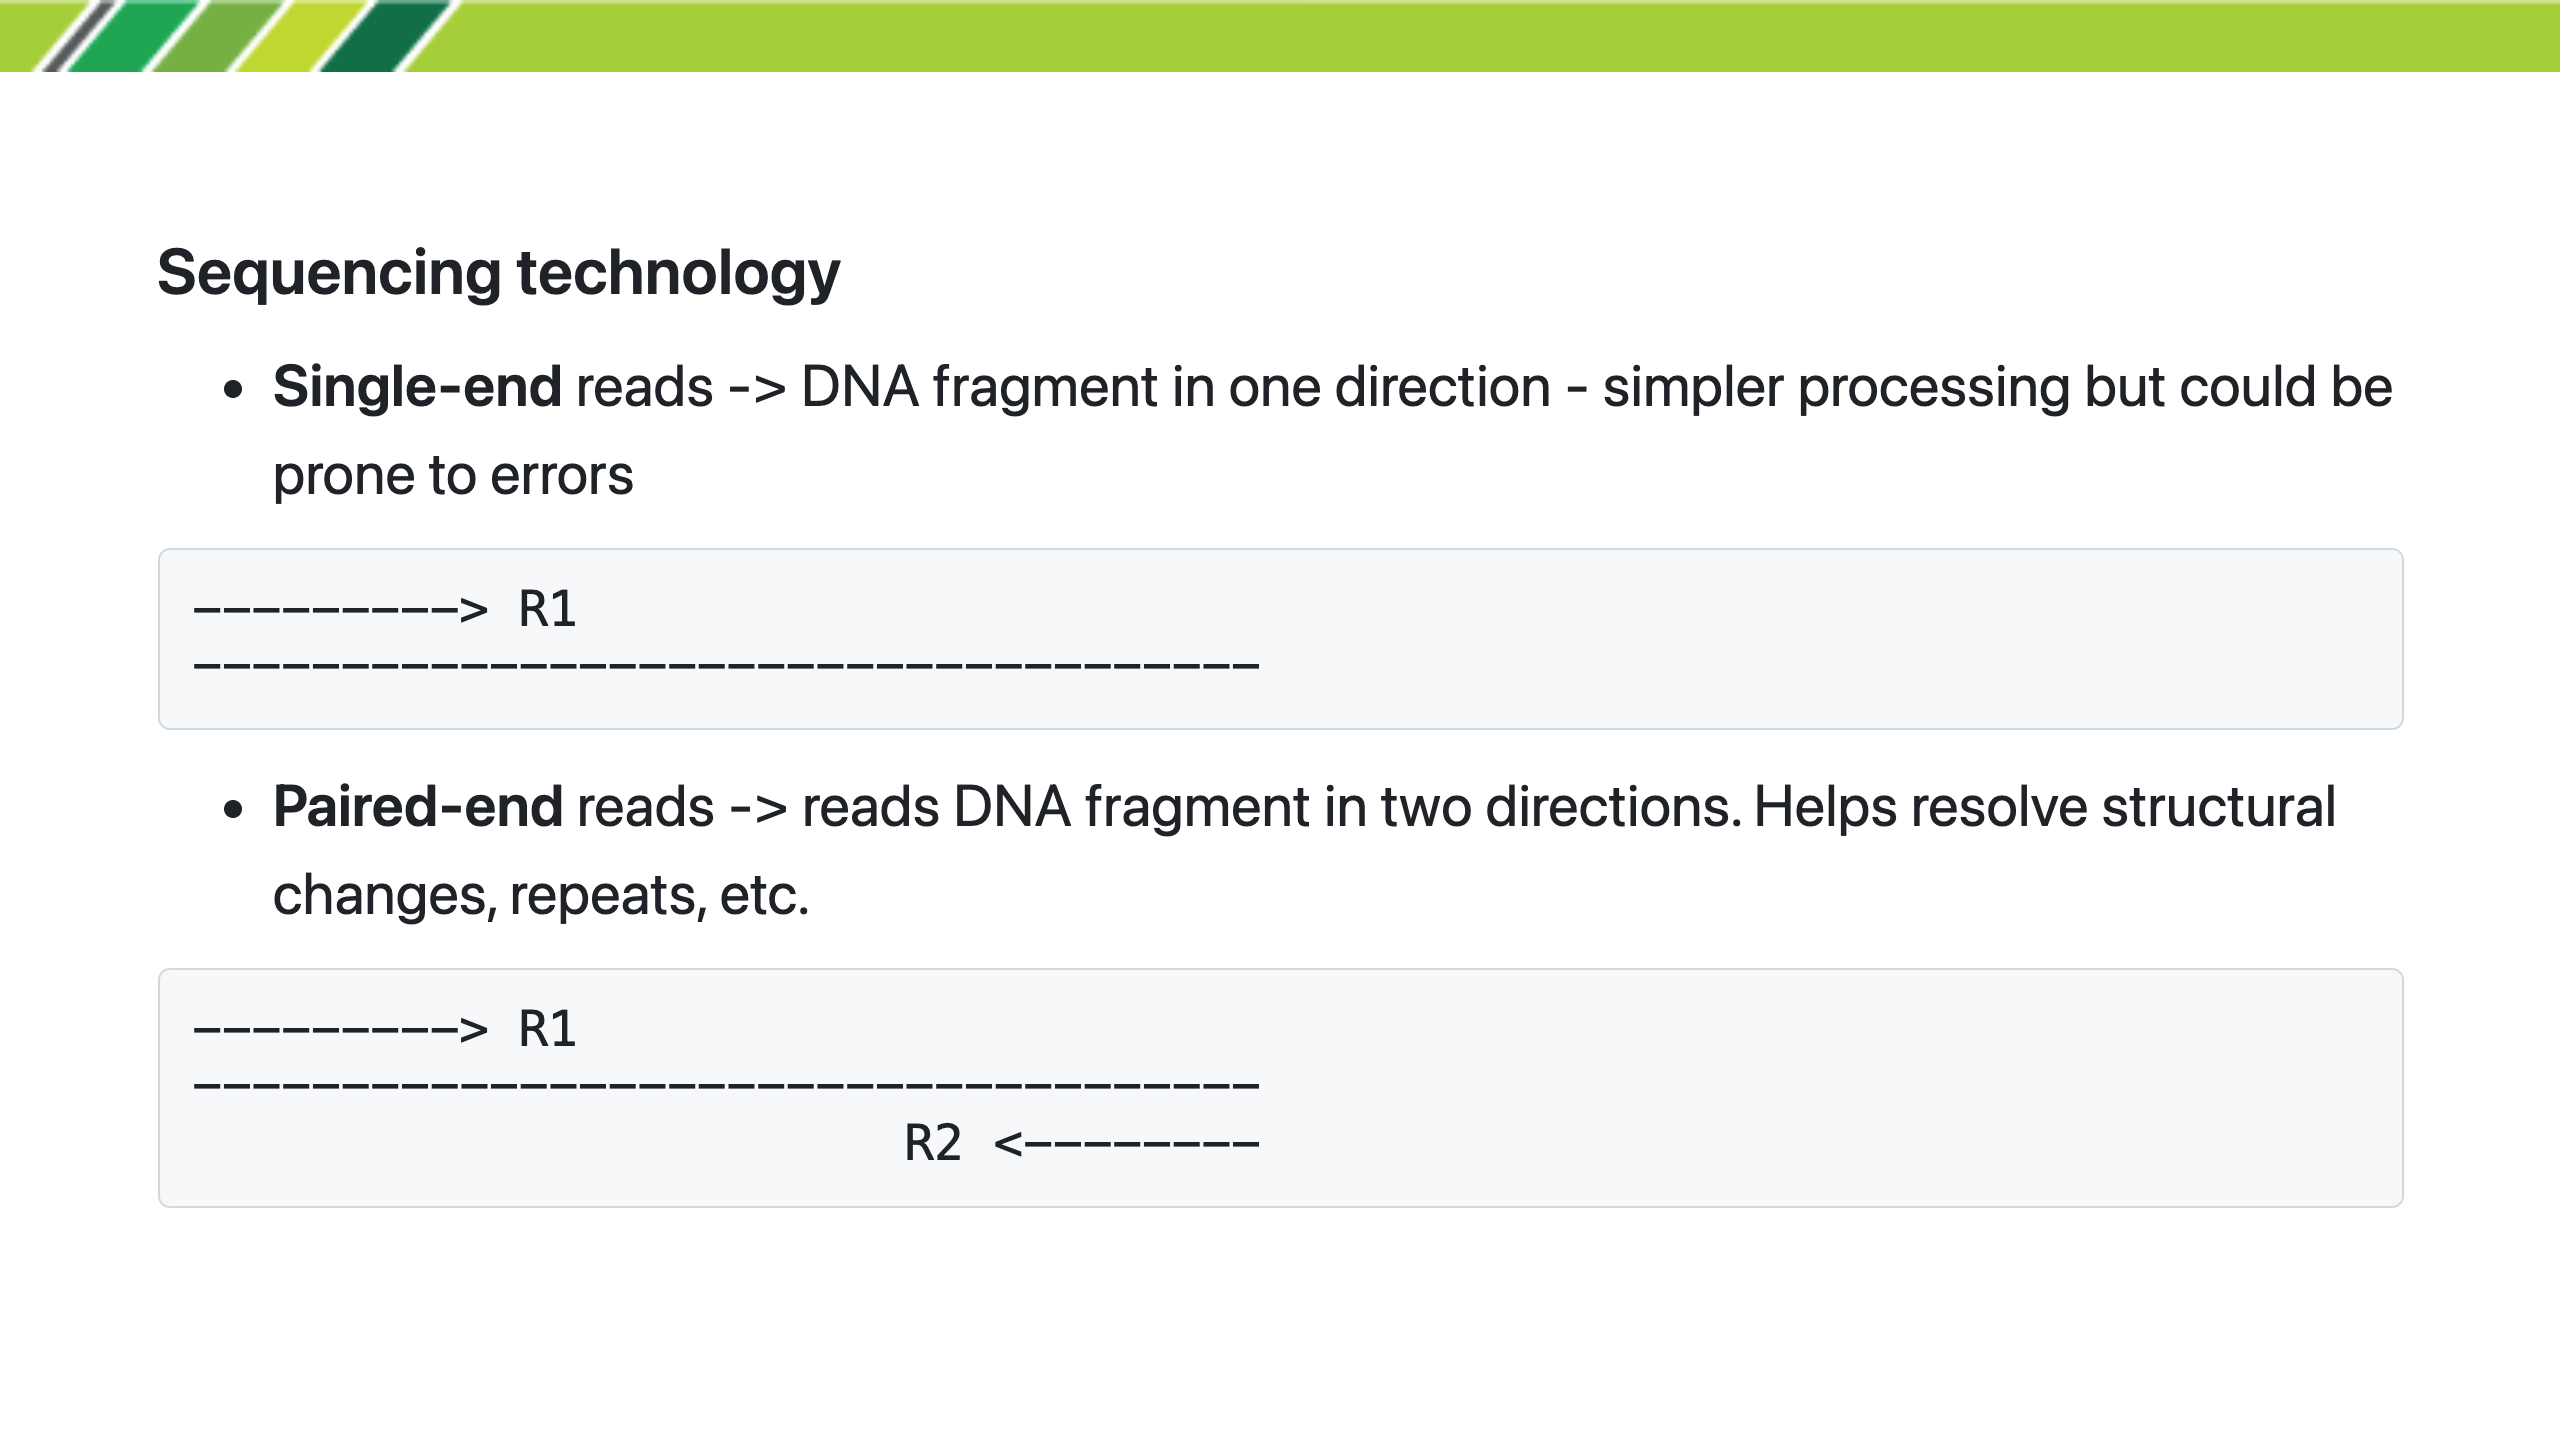 Sequencing technology
• Single-end reads -> DNA fragment in one direction - simpler processing but could be
prone to errors
---------> R1
------------------------------------
• Paired-end reads -> reads DNA fragment in two directions. Helps resolve structural
changes, repeats, etc.
---------> R1
------------------------------------
                        R2 <--------